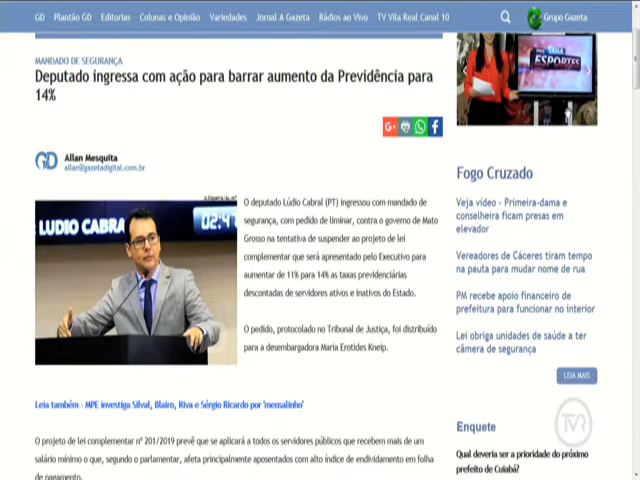 GD Plantão GD Editorias Colunas e Opinião Variedades Jornal A Gazeta Rádios ao Vivo TV Vila Real Canal 10 Grupo Gazeta
MANDADO DE SEGURANÇA
Deputado ingressa com ação para barrar aumento da Previdência para
14%
G+
GD
Allan Mesquita
allan@gazetadigital.com.br
LUDIO CABRA
02:4
O deputado Lúdio Cabral (PT) ingressou com mandado de
segurança, com pedido de liminar, contra o governo de Mato
Grosso na tentativa de suspender ao projeto de lei
complementar que será apresentado pelo Executivo para
aumentar de 11% para 14% as taxas previdenciárias
descontadas de servidores ativos e inativos do Estado.
O pedido, protocolado no Tribunal de Justiça, foi distribuído
para a desembargadora Maria Erotides Kneip.
Leia também - MPE investiga Silval, Blairo, Riva e Sérgio Ricardo por 'mensalinho'
O projeto de lei complementar nº 201/2019 prevê que se aplicará a todos os servidores públicos que recebem mais de um
salário mínimo o que, segundo o parlamentar, afeta principalmente aposentados com alto índice de endividamento em folha
de pagamento.
ESPORTES
Fogo Cruzado
Veja vídeo - Primeira-dama e
conselheira ficam presas em
elevador
Vereadores de Cáceres tiram tempo
na pauta para mudar nome de rua
PM recebe apoio financeiro de
prefeitura para funcionar no interior
Lei obriga unidades de saúde a ter
câmera de segurança
LEIA MAIS
TVR
Enquete
Qual deveria ser a prioridade do próximo
prefeito de Cuiabá?